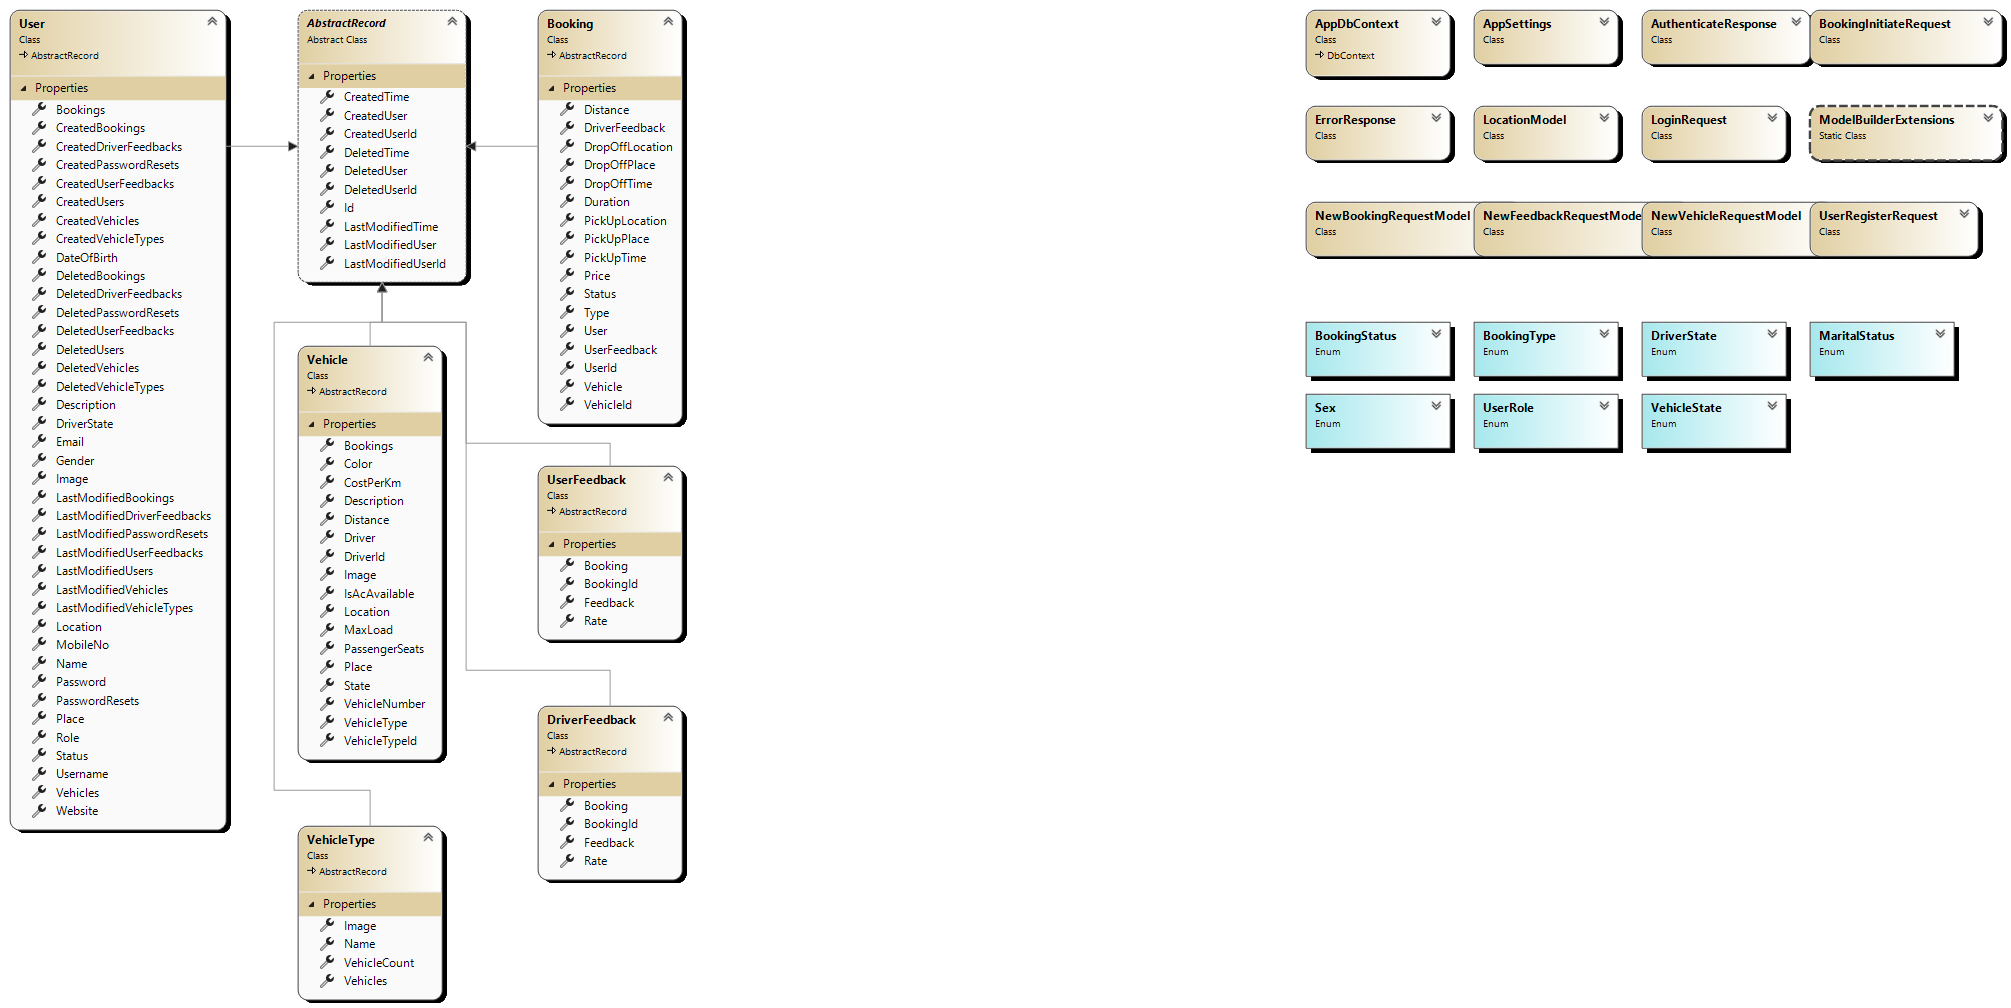 User
Class
AbstractRecord
Properties
Bookings
CreatedBookings
CreatedDriverFeedbacks
CreatedPasswordResets
CreatedUserFeedbacks
CreatedUsers
CreatedVehicles
CreatedVehicleTypes
DateOfBirth
DeletedBookings
DeletedDriverFeedbacks
DeletedPasswordResets
DeletedUserFeedbacks
DeletedUsers
DeletedVehicles
DeletedVehicleTypes
Description
DriverState
Email
Gender
Image
LastModifiedBookings
LastModifiedDriverFeedbacks
LastModifiedPasswordResets
LastModifiedUserFeedbacks
LastModifiedUsers
LastModifiedVehicles
LastModifiedVehicleTypes
Location
MobileNo
Name
Password
PasswordResets
Place
Role
Status
Username
Vehicles
Website
AbstractRecord
Abstract Class
Properties
CreatedTime
CreatedUser
CreatedUserId
DeletedTime
DeletedUser
DeletedUserId
Id
LastModifiedTime
LastModifiedUser
LastModifiedUserId
Vehicle
Class
AbstractRecord
Properties
Bookings
Color
CostPerKm
Description
Distance
Driver
DriverId
Image
IsAcAvailable
Location
MaxLoad
PassengerSeats
Place
State
VehicleNumber
VehicleType
VehicleTypeId
VehicleType
Class
AbstractRecord
Properties
Image
Name
VehicleCount
Vehicles
Booking
Class
AbstractRecord
Properties
Distance
DriverFeedback
DropOffLocation
DropOffPlace
DropOffTime
Duration
PickUpLocation
PickUpPlace
PickUpTime
Price
Status
Type
User
UserFeedback
UserId
Vehicle
VehicleId
UserFeedback
Class
AbstractRecord
Properties
Booking
BookingId
Feedback
Rate
DriverFeedback
Class
AbstractRecord
Properties
Booking
BookingId
Feedback
Rate
AppDbContext
Class
DbContext
AppSettings
Class
AuthenticateResponse
Class
BookingInitiateRequest
Class
ErrorResponse
Class
LocationModel
Class
LoginRequest
Class
ModelBuilderExtensions
Static Class
NewBookingRequestModel
Class
NewFeedbackRequestMode
Class
NewVehicleRequestModel
Class
UserRegisterRequest
Class
BookingStatus
Enum
BookingType
Enum
DriverState
Enum
MaritalStatus
Enum
Sex
Enum
UserRole
Enum
VehicleState
Enum